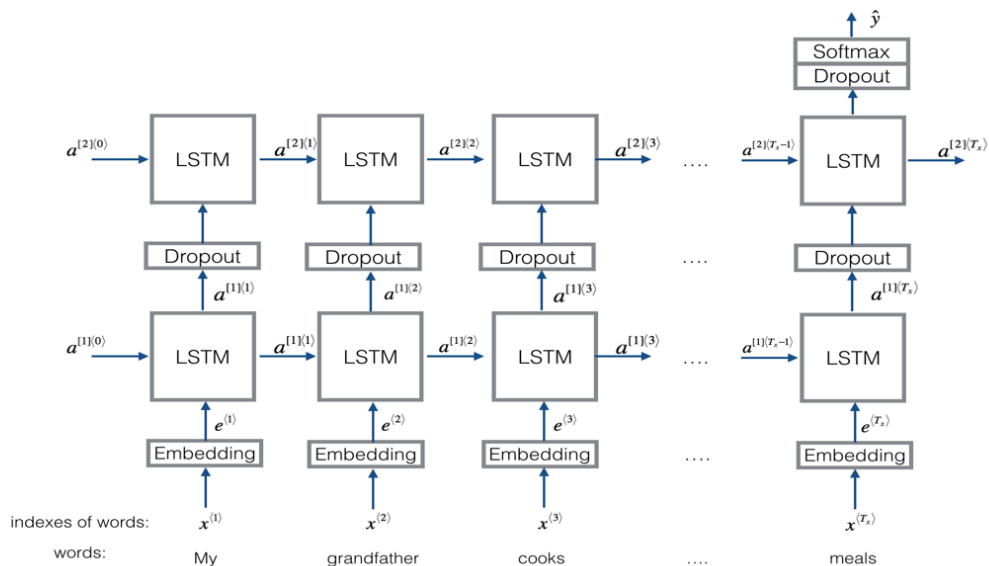 ŷ
Softmax
Dropout
a^{[2]⟨0⟩} LSTM a^{[2]⟨1⟩} LSTM a^{[2]⟨2⟩} LSTM a^{[2]⟨3⟩} .... a^{[2]⟨T_x−1⟩} LSTM a^{[2]⟨T_x⟩}
Dropout Dropout Dropout .... Dropout
a^{[1]⟨1⟩} a^{[1]⟨2⟩} a^{[1]⟨3⟩} a^{[1]⟨T_x⟩}
a^{[1]⟨0⟩} LSTM a^{[1]⟨1⟩} LSTM a^{[1]⟨2⟩} LSTM a^{[1]⟨3⟩} .... a^{[1]⟨T_x−1⟩} LSTM
e^{⟨1⟩} e^{⟨2⟩} e^{⟨3⟩} e^{⟨T_x⟩}
Embedding Embedding Embedding .... Embedding
indexes of words: x^{⟨1⟩} x^{⟨2⟩} x^{⟨3⟩} x^{⟨T_x⟩}
words: My grandfather cooks .... meals